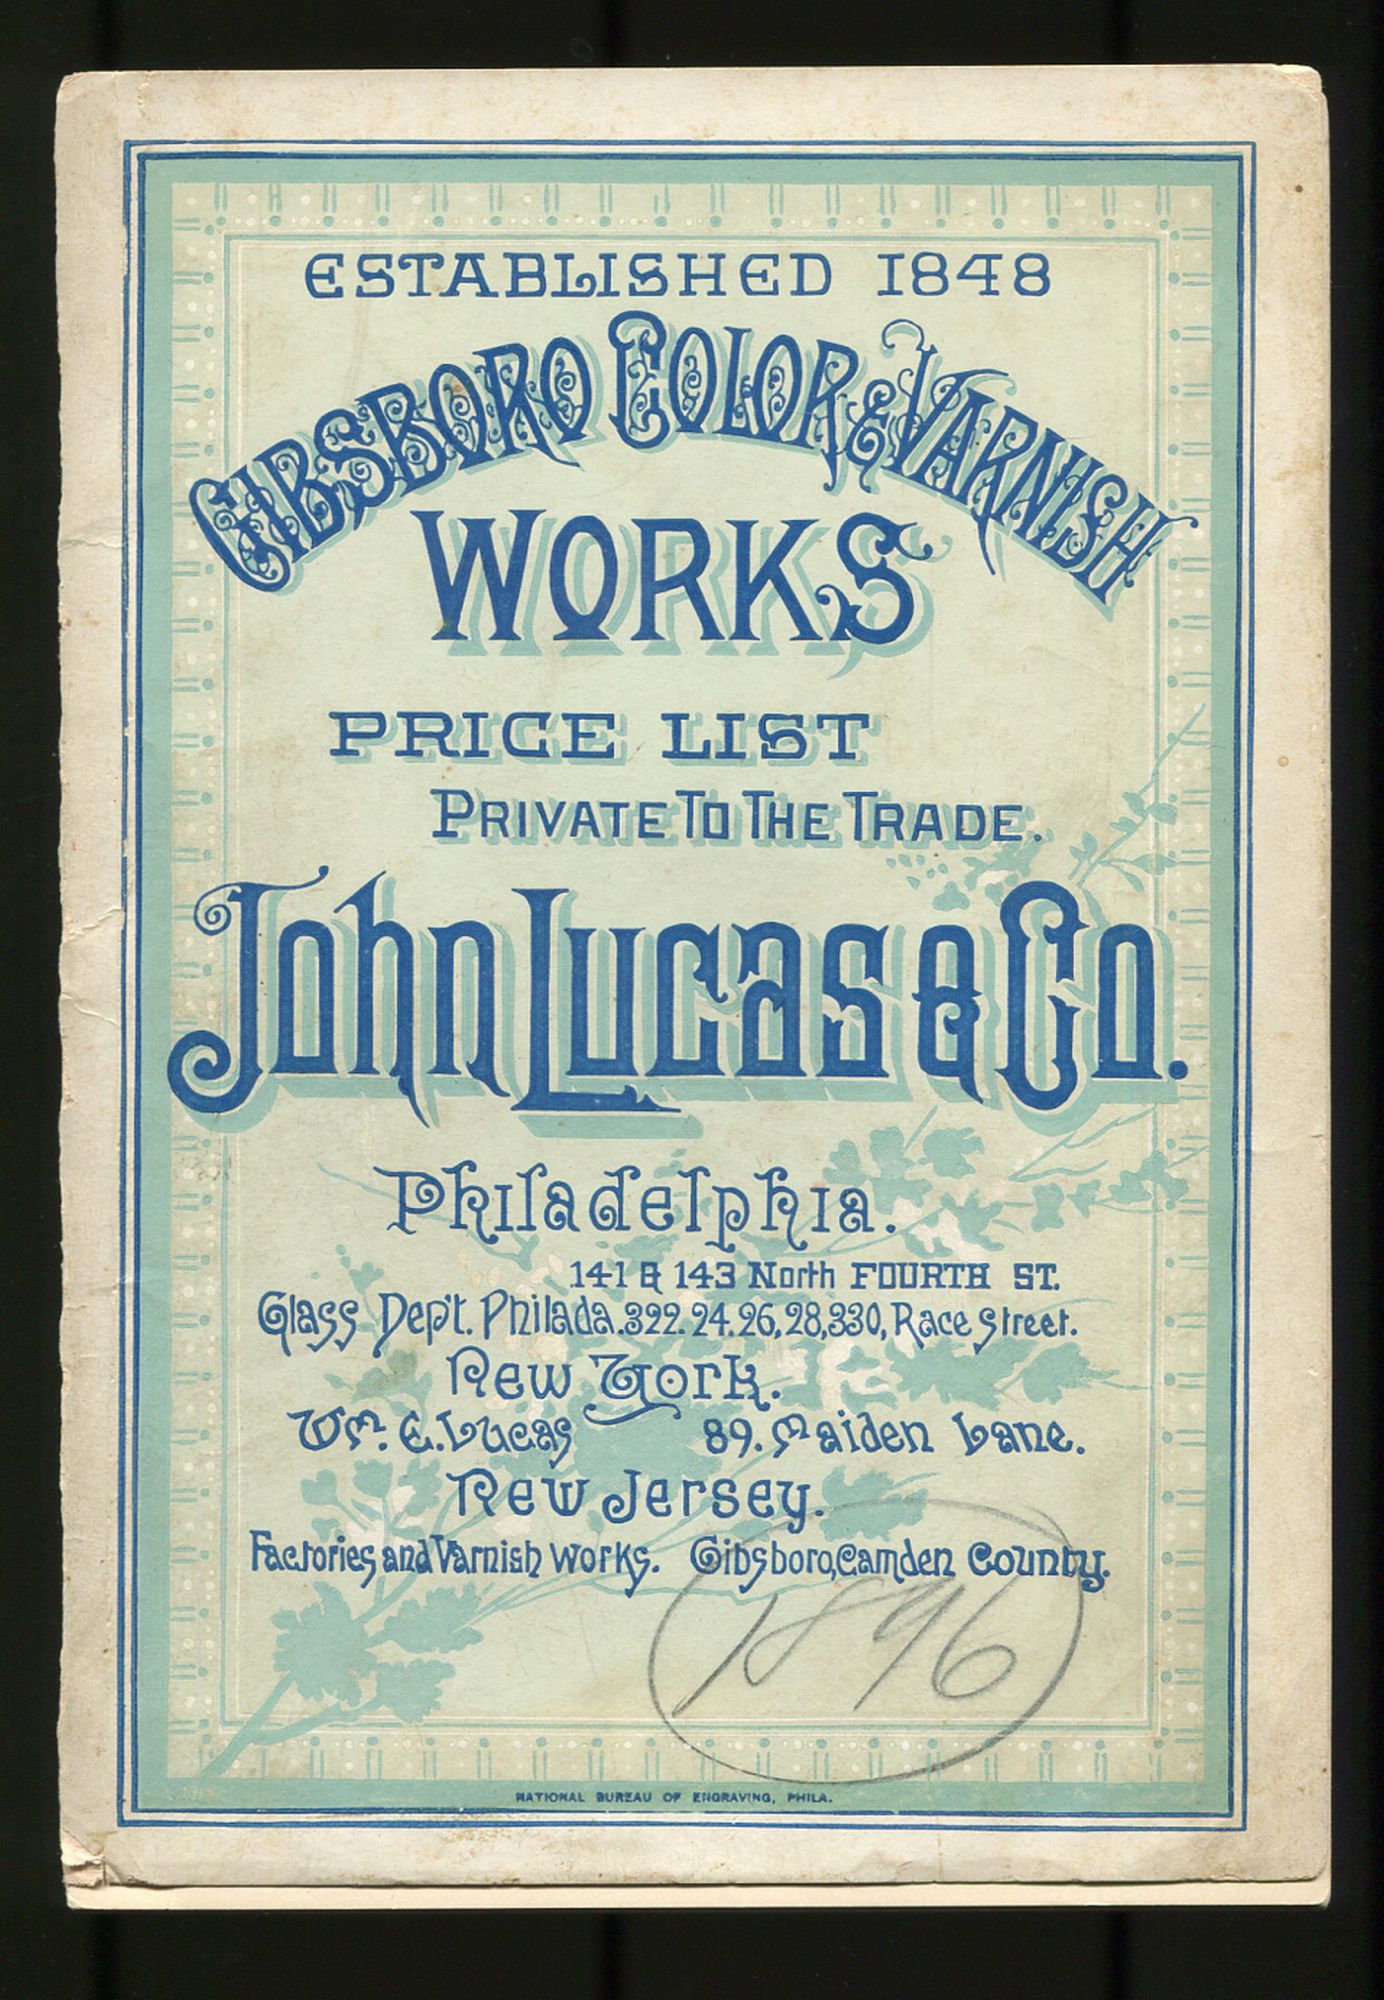 ESTABLISHED 1848
GIBSBORO COLOR & VARNISH
WORKS
PRICE LIST
PRIVATE TO THE TRADE.
John Lucas & Co.
Philadelphia.
141 & 143 North FOURTH ST.
Glass Dep't. Philada. 322. 24. 26, 28, 330, Race Street.
New York.
Wm. E. Lucas 89. Maiden Lane.
New Jersey.
Factories and Varnish Works. Gibsboro, Camden County.
1896
NATIONAL BUREAU OF ENGRAVING, PHILA.